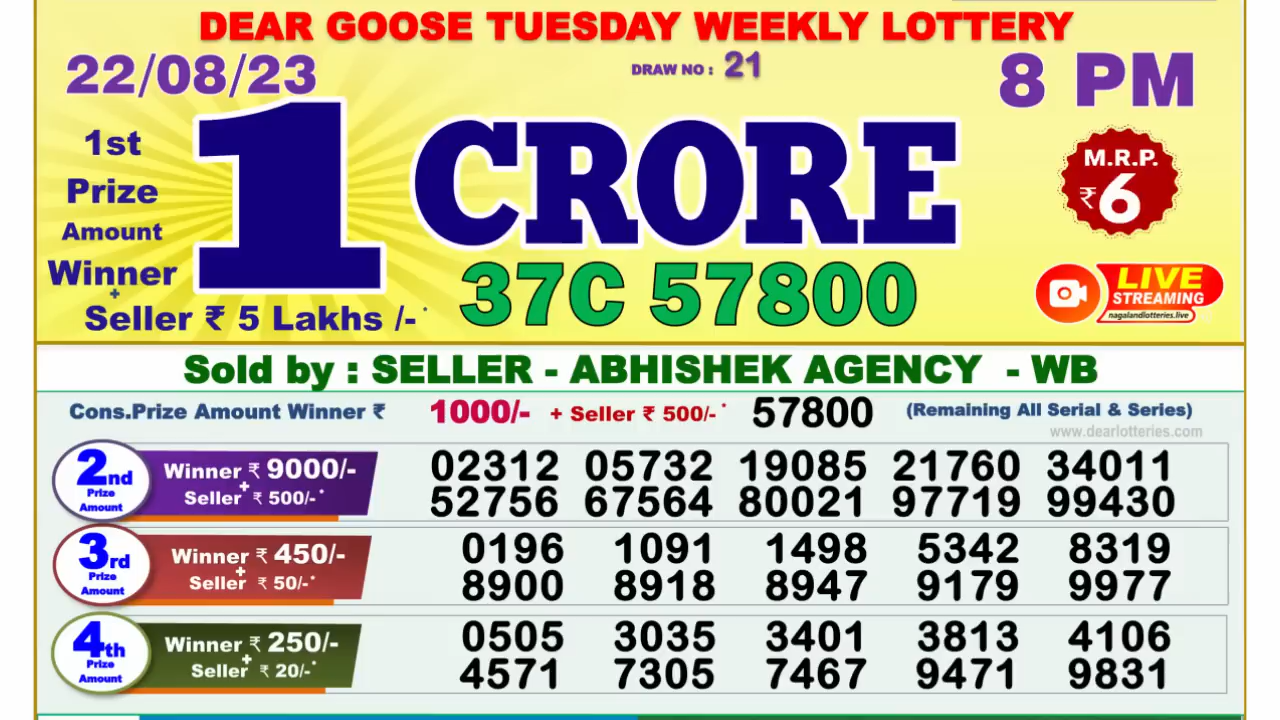 DEAR GOOSE TUESDAY WEEKLY LOTTERY
22/08/23 DRAW NO : 21 8 PM
1st
Prize
Amount
Winner
+
Seller ₹ 5 Lakhs /-*
1 CRORE
37C 57800
M.R.P.
₹6
LIVE
STREAMING
nagalandlotteries.live
Sold by : SELLER - ABHISHEK AGENCY - WB
Cons.Prize Amount Winner ₹ 1000/- + Seller ₹ 500/-* 57800 (Remaining All Serial & Series)
www.dearlotteries.com
2nd
Prize
Amount
Winner ₹ 9000/-
+
Seller ₹ 500/-*
02312 05732 19085 21760 34011
52756 67564 80021 97719 99430
3rd
Prize
Amount
Winner ₹ 450/-
+
Seller ₹ 50/-*
0196 1091 1498 5342 8319
8900 8918 8947 9179 9977
4th
Prize
Amount
Winner ₹ 250/-
+
Seller ₹ 20/-*
0505 3035 3401 3813 4106
4571 7305 7467 9471 9831